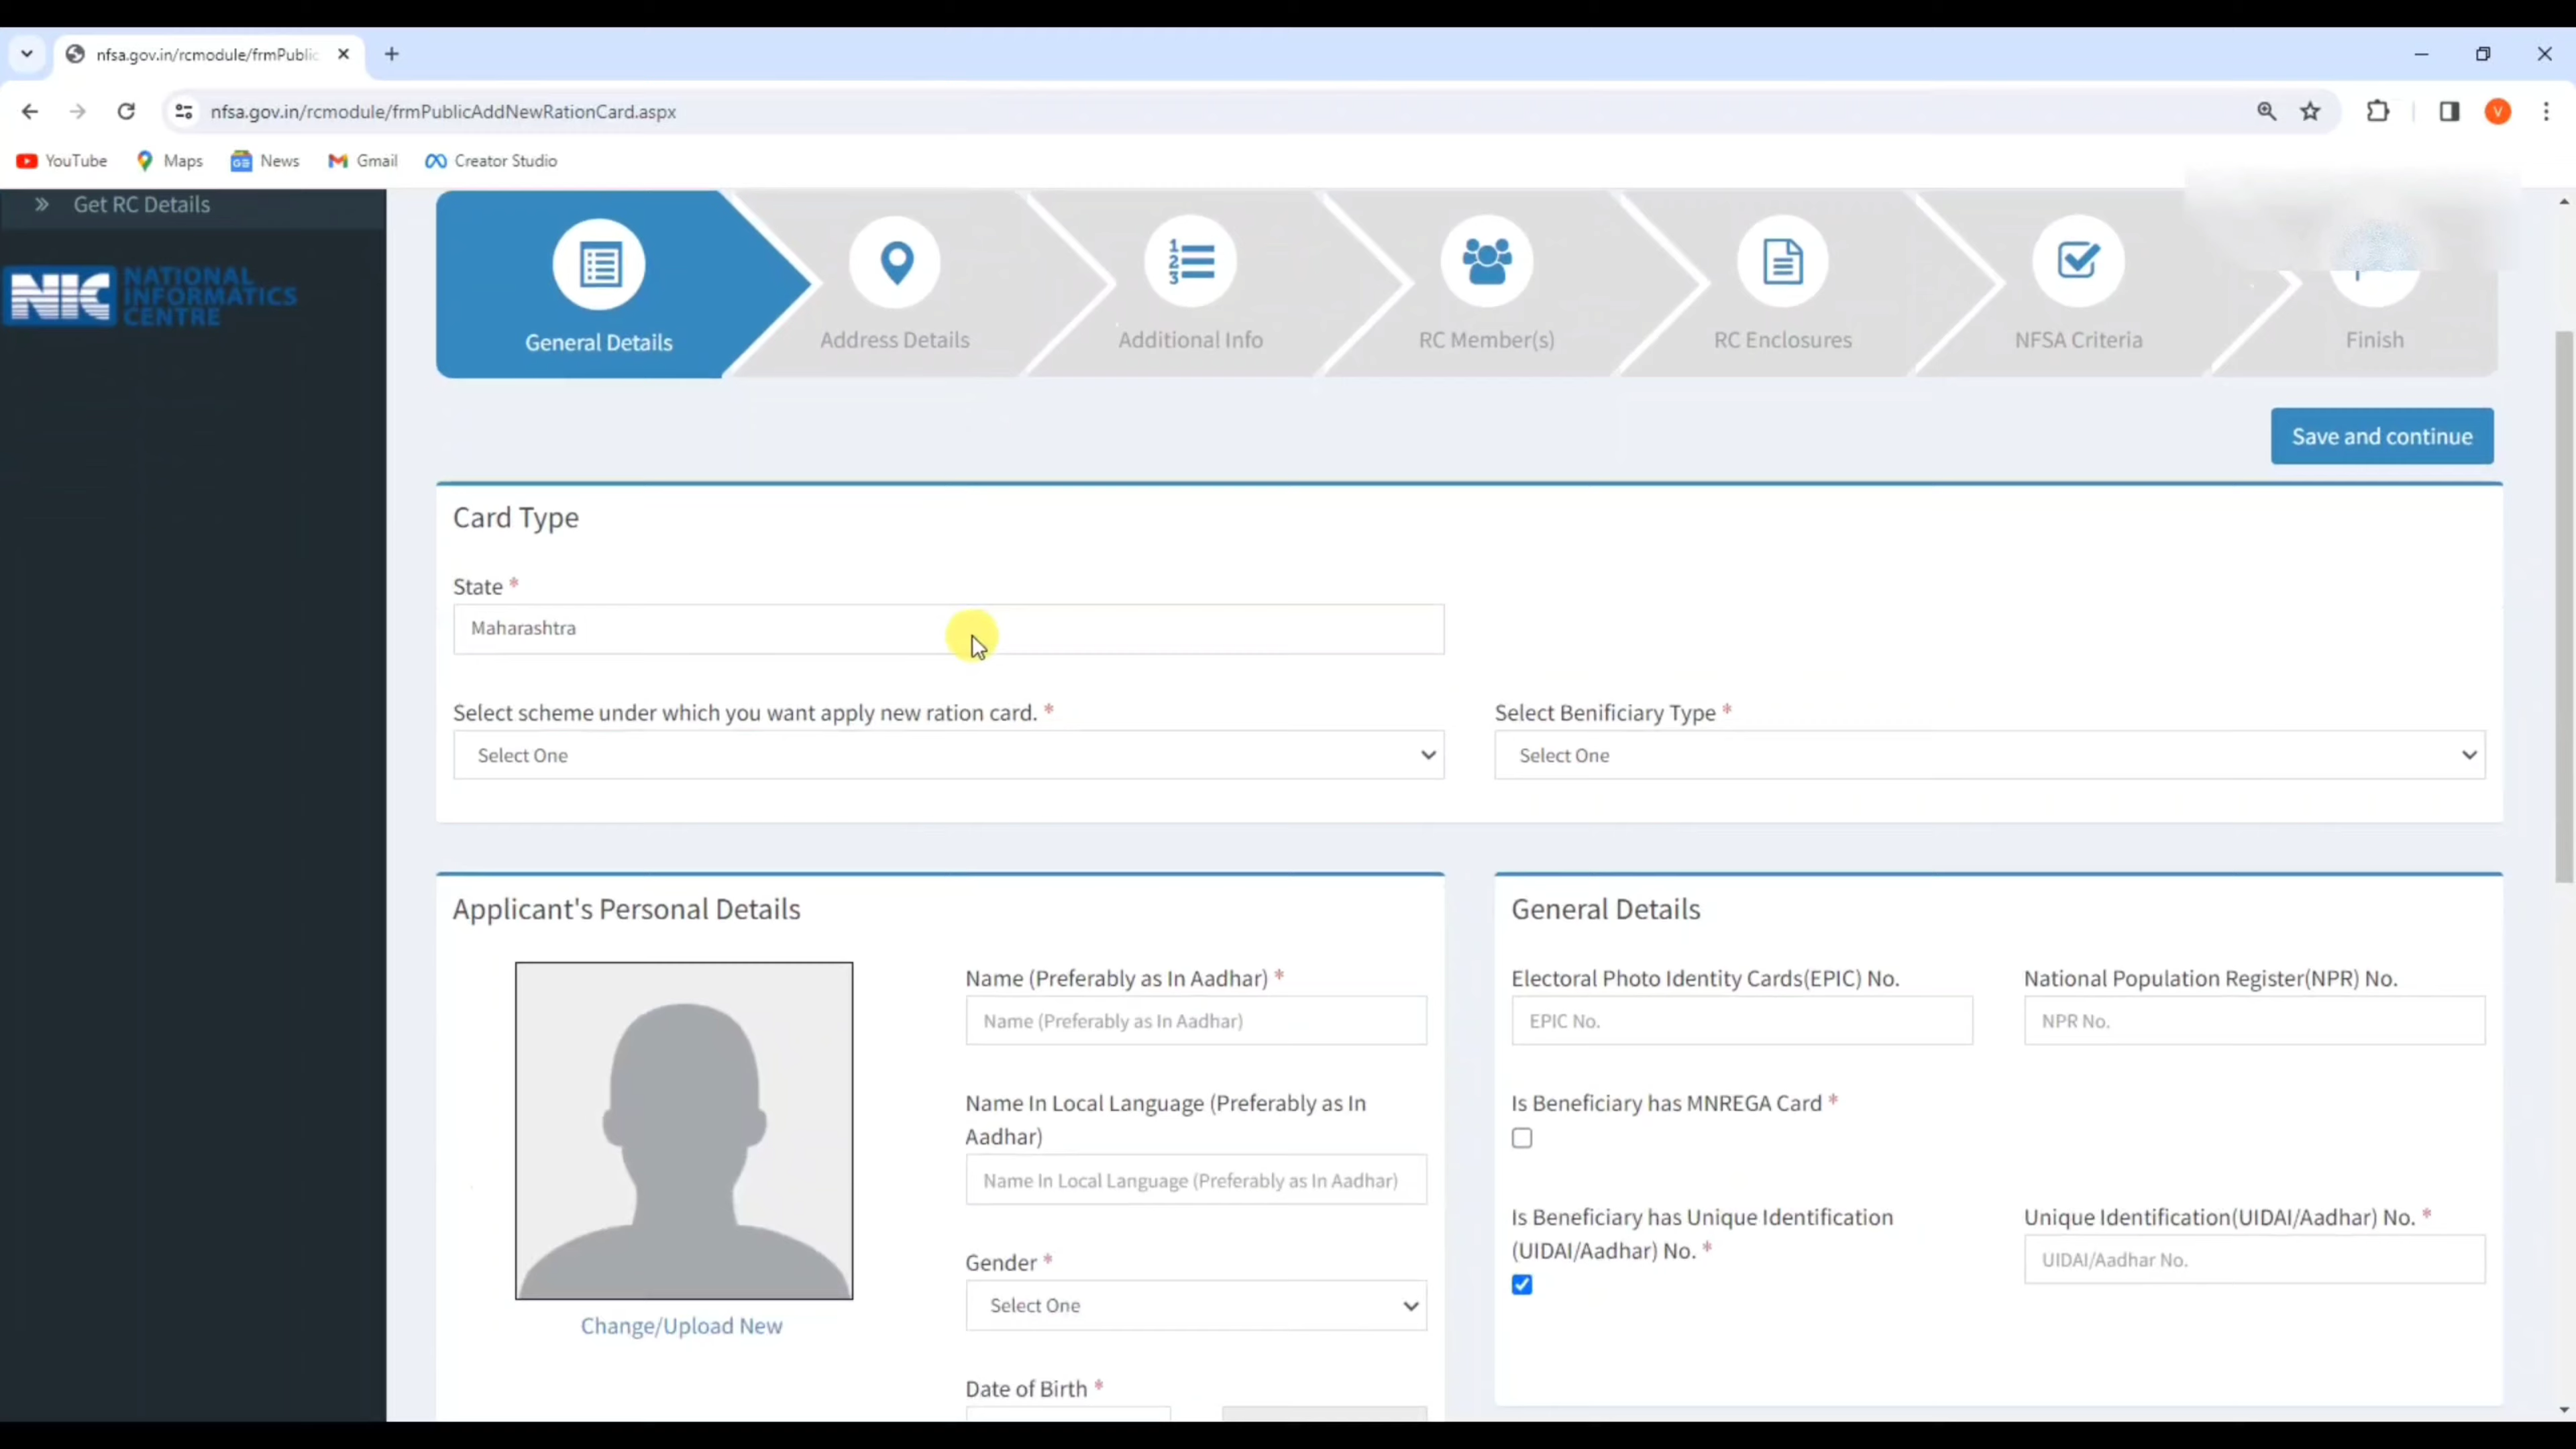 nfsa.gov.in/rcmodule/frmPublic
nfsa.gov.in/rcmodule/frmPublicAddNewRationCard.aspx
V
YouTube
Maps
News
Gmail
Creator Studio
Get RC Details
NIC NATIONAL
INFORMATICS
CENTRE
General Details
Address Details
Additional Info
RC Member(s)
RC Enclosures
NFSA Criteria
Finish
Save and continue
Card Type
State *
Maharashtra
Select scheme under which you want apply new ration card. *
Select One
Select Benificiary Type *
Select One
Applicant's Personal Details
Change/Upload New
Name (Preferably as In Aadhar) *
Name (Preferably as In Aadhar)
Name In Local Language (Preferably as In
Aadhar)
Name In Local Language (Preferably as In Aadhar)
Gender *
Select One
Date of Birth *
General Details
Electoral Photo Identity Cards(EPIC) No.
EPIC No.
National Population Register(NPR) No.
NPR No.
Is Beneficiary has MNREGA Card *
Is Beneficiary has Unique Identification
(UIDAI/Aadhar) No. *
Unique Identification(UIDAI/Aadhar) No. *
UIDAI/Aadhar No.